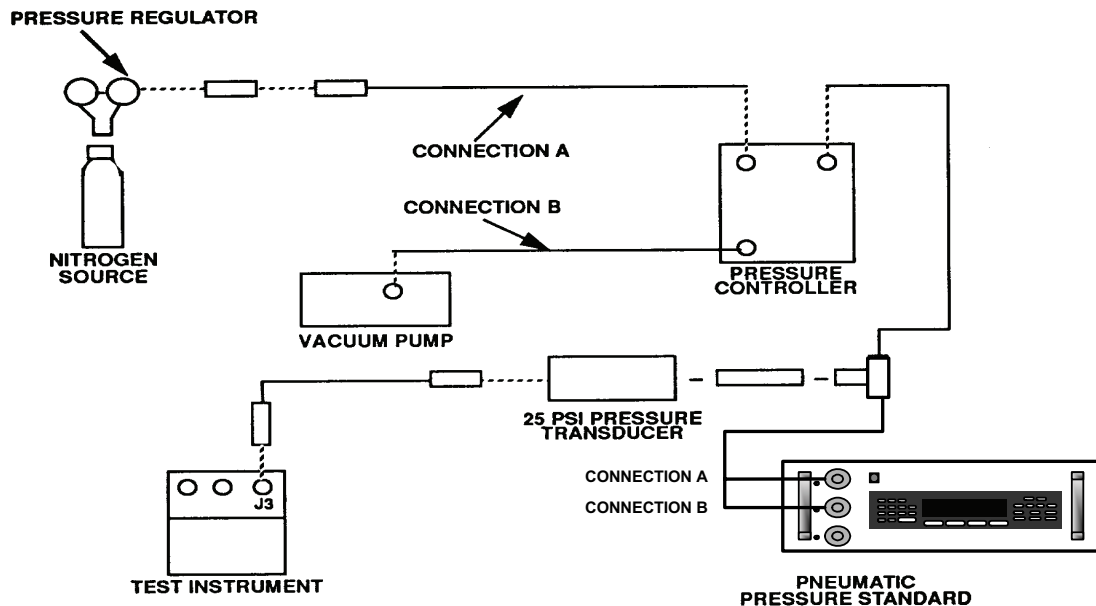 PRESSURE REGULATOR
CONNECTION A
CONNECTION B
NITROGEN
SOURCE
PRESSURE
CONTROLLER
VACUUM PUMP
25 PSI PRESSURE
TRANSDUCER
CONNECTION A
CONNECTION B
J3
TEST INSTRUMENT
PNEUMATIC
PRESSURE STANDARD